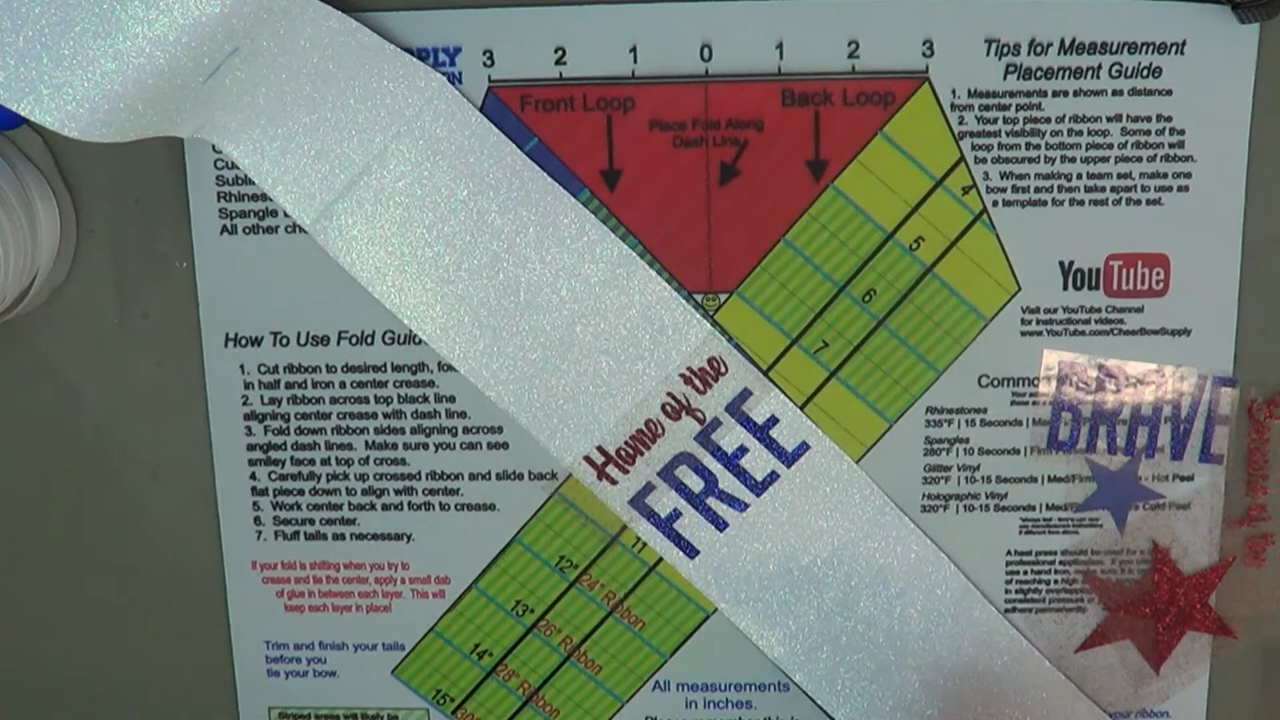 PLY
3 2 1 0 1 2 3
Front Loop
Back Loop
Place Fold Along
Dash Line
4
5
6
7
Tips for Measurement
Placement Guide
1. Measurements are shown as distance
from center point.
2. Your top piece of ribbon will have the
greatest visibility on the loop. Some of the
loop from the bottom piece of ribbon will
be obscured by the upper piece of ribbon.
3. When making a team set, make one
bow first and then take apart to use as
a template for the rest of the set.
YouTube
Visit our YouTube Channel
for instructional videos.
www.YouTube.com/CheerBowSupply
Rhines
Spangle
All other
How To Use Fold
1. Cut ribbon to desired length,
in half and iron a center crease.
2. Lay ribbon across top black line
aligning center crease with dash line.
3. Fold down ribbon sides aligning across
angled dash lines. Make sure you can see
smiley face at top of cross.
4. Carefully pick up crossed ribbon and slide back
flat piece down to align with center.
5. Work center back and forth to crease.
6. Secure center.
7. Fluff tails as necessary.
If your fold is shifting when you try to
crease and tie the center, apply a small dab
of glue in between each layer. This will
keep each layer in place!
Trim and finish your tails
before you
tie your bow.
Home of the
FREE
11
12" 24" Ribbon
13" 26" Ribbon
14" 28" Ribbon
15"
All measurements
in inches.
BRAVE
Rhinestones
335°F | 15 Seconds |
Spangles
280°F | 10 Seconds |
Glitter Vinyl
320°F | 10-15 Seconds | Hot Peel
Holographic Vinyl
320°F | 10-15 Seconds | Cold Peel
A heat press should be used for
your ribbon.
Striped areas will likely be